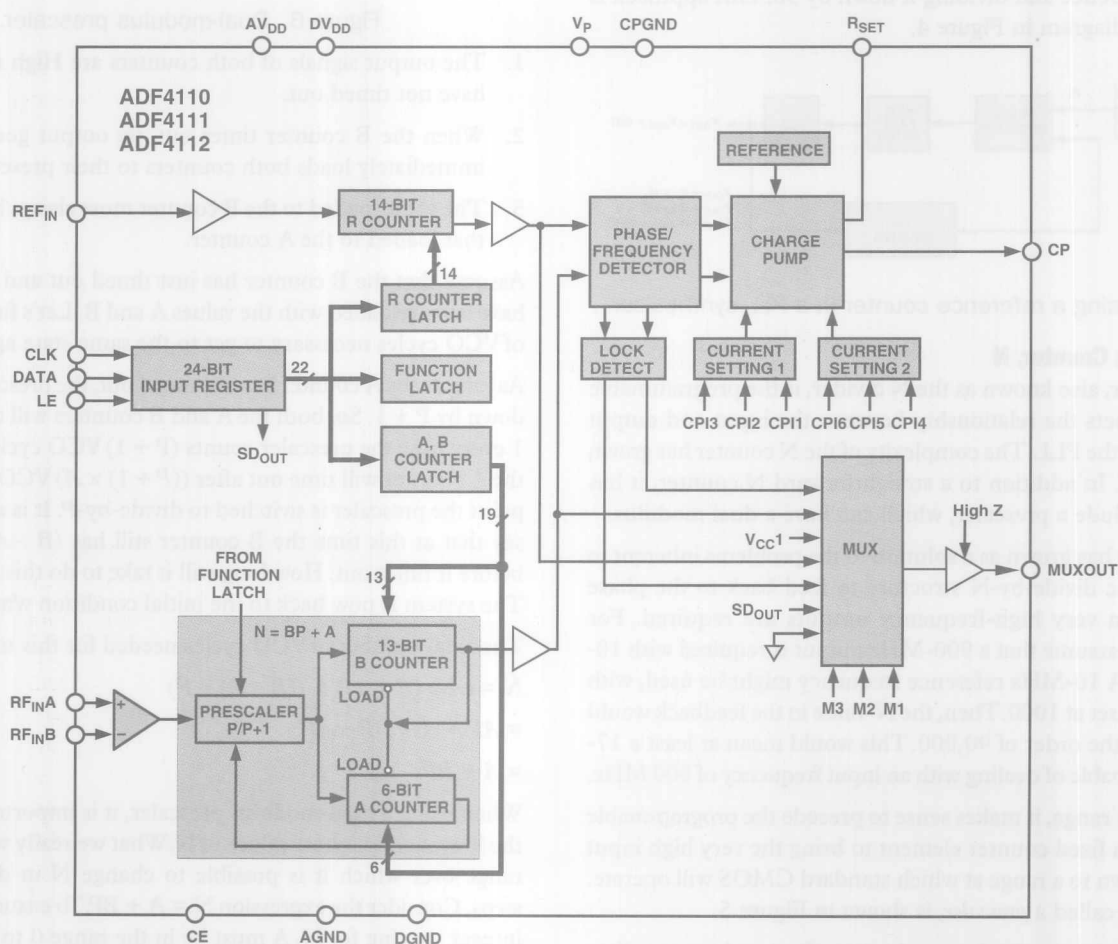 diagram in Figure 4.
AVDD DVDD VP CPGND RSET
ADF4110
ADF4111
ADF4112
REFERENCE
REFIN
14-BIT
R COUNTER
PHASE/
FREQUENCY
DETECTOR
CHARGE
PUMP
CP
14
R COUNTER
LATCH
CLK
DATA
LE
24-BIT
INPUT REGISTER
22
FUNCTION
LATCH
LOCK
DETECT
CURRENT
SETTING 1
CURRENT
SETTING 2
SDOUT
A, B
COUNTER
LATCH
CPI3 CPI2 CPI1 CPI6 CPI5 CPI4
19
High Z
VCC1
MUX
MUXOUT
FROM
FUNCTION
LATCH
13
SDOUT
N = BP + A
13-BIT
B COUNTER
RFINA
RFINB
+
−
PRESCALER
P/P+1
LOAD
LOAD
M3 M2 M1
6-BIT
A COUNTER
6
CE AGND DGND